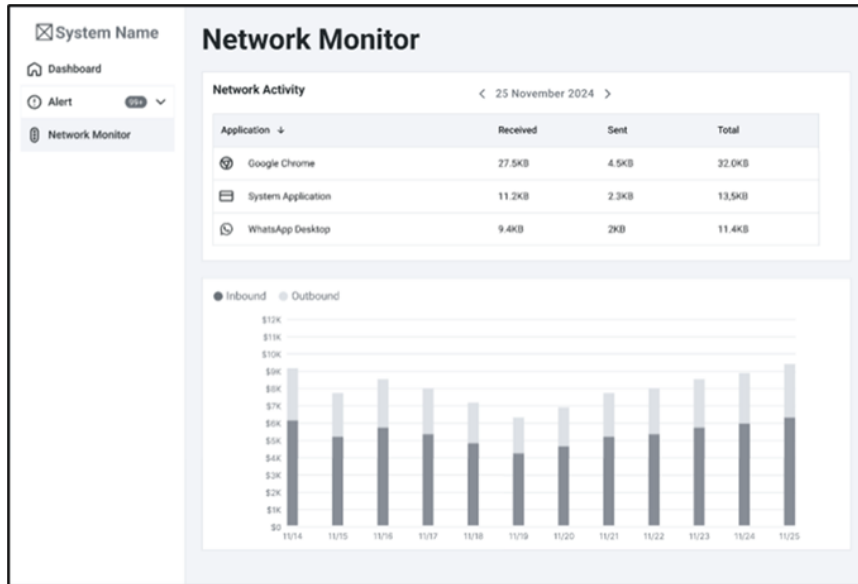 System Name
Dashboard
Alert 99+
Network Monitor
Network Monitor
Network Activity
25 November 2024
Application Received Sent Total
Google Chrome 27.5KB 4.5KB 32.0KB
System Application 11.2KB 2.3KB 13,5KB
WhatsApp Desktop 9.4KB 2KB 11.4KB
Inbound Outbound
$12K
$11K
$10K
$9K
$8K
$7K
$6K
$5K
$4K
$3K
$2K
$1K
$0
11/14 11/15 11/16 11/17 11/18 11/19 11/20 11/21 11/22 11/23 11/24 11/25